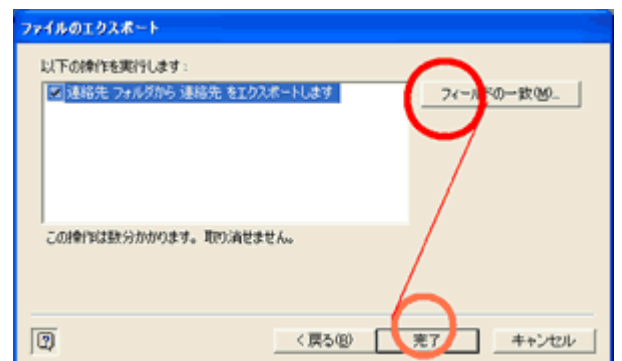 ファイルのエクスポート
以下の操作を実行します：
連絡先 フォルダから 連絡先 をエクスポートします
フィールドの一致(M)...
この操作は数分かかります。取り消せません。
< 戻る(B)
完了
キャンセル